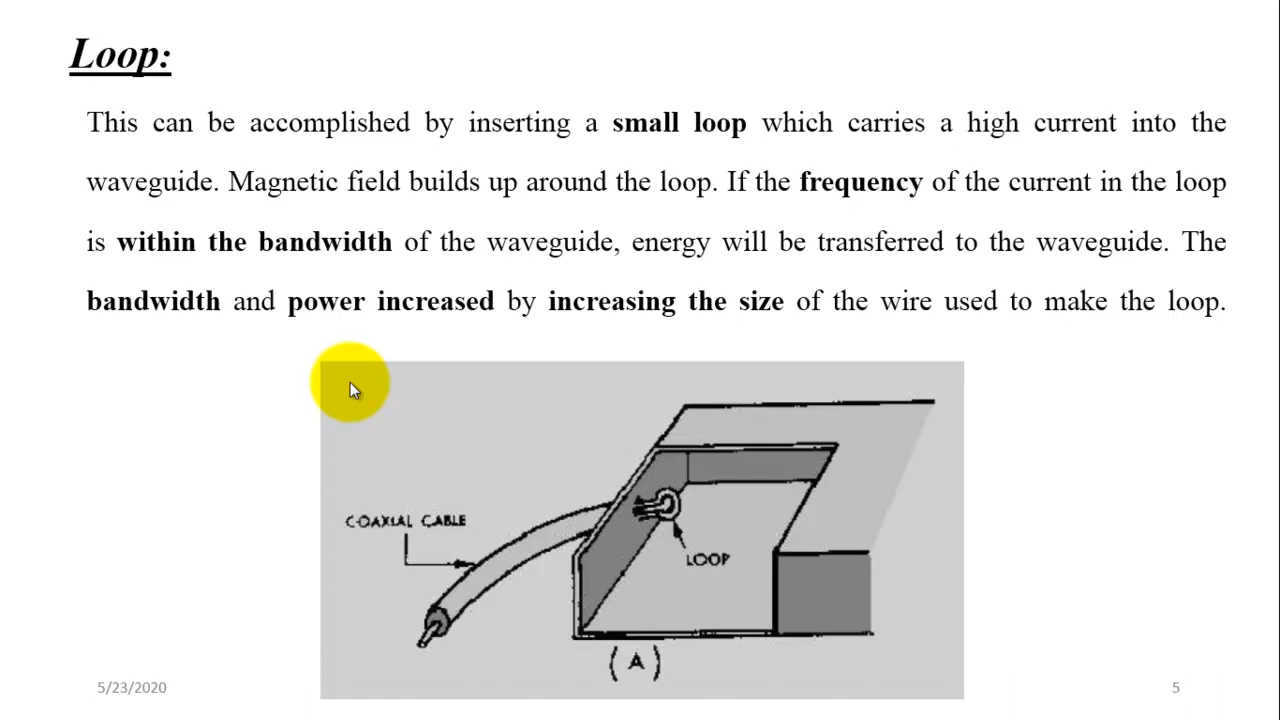 Loop:
This can be accomplished by inserting a small loop which carries a high current into the
waveguide. Magnetic field builds up around the loop. If the frequency of the current in the loop
is within the bandwidth of the waveguide, energy will be transferred to the waveguide. The
bandwidth and power increased by increasing the size of the wire used to make the loop.
COAXIAL CABLE
LOOP
(A)
5/23/2020
5